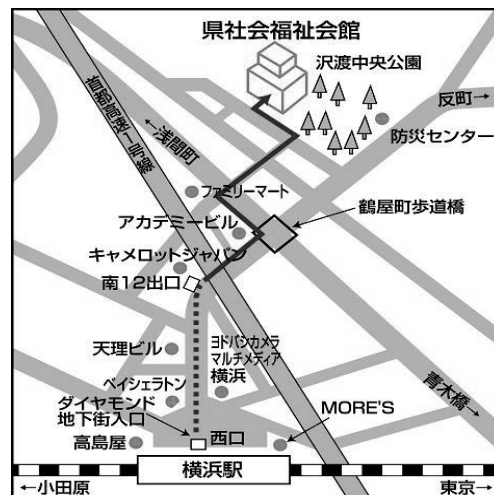 県社会福祉会館
沢渡中央公園
反町→
首都高速1号線
←浅間町
防災センター
ファミリーマート
鶴屋町歩道橋
アカデミービル
キャメロットジャパン
南12出口
天理ビル
ヨドバシカメラ
マルチメディア
横浜
ベイシェラトン
青木橋→
ダイヤモンド
地下街入口
MORE'S
高島屋
西口
横浜駅
←小田原
東京→